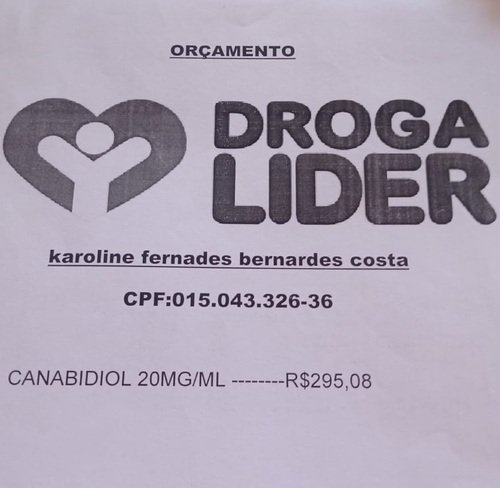 ORÇAMENTO
DROGA
LIDER
karoline fernades bernardes costa
CPF:015.043.326-36
CANABIDIOL 20MG/ML --------R$295,08